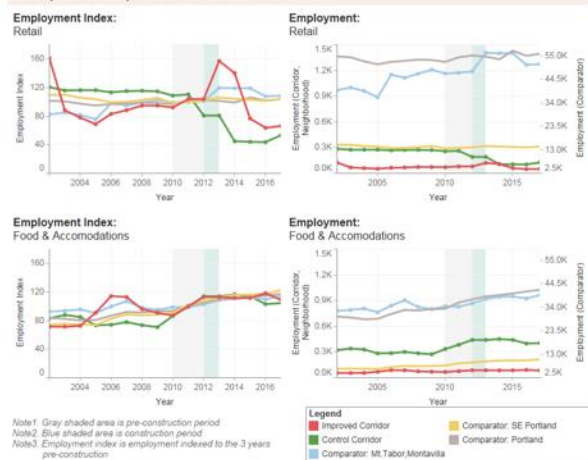 Employment Index:
Retail
160
120
80
40
0
Employment Index
2004
2006
2008
2010
2012
2014
2016
Year
Employment:
Retail
1.5K
1.2K
0.9K
0.6K
0.3K
0.0K
Employment (Corridor,
Neighborhood)
55.0K
44.5K
34.0K
23.5K
13.0K
2.5K
Employment (Comparator)
2005
2010
2015
Year
Employment Index:
Food & Accomodations
160
120
80
40
0
Employment Index
2004
2006
2008
2010
2012
2014
2016
Year
Employment:
Food & Accomodations
1.5K
1.2K
0.9K
0.6K
0.3K
0.0K
Employment (Corridor,
Neighborhood)
55.0K
44.5K
34.0K
23.5K
13.0K
2.5K
Employment (Comparator)
2005
2010
2015
Year
Note1. Gray shaded area is pre-construction period
Note2. Blue shaded area is construction period
Note3. Employment index is employment indexed to the 3 years
pre-construction
Legend
Improved Corridor
Control Corridor
Comparator: Mt.Tabor,Montavilla
Comparator: SE Portland
Comparator: Portland